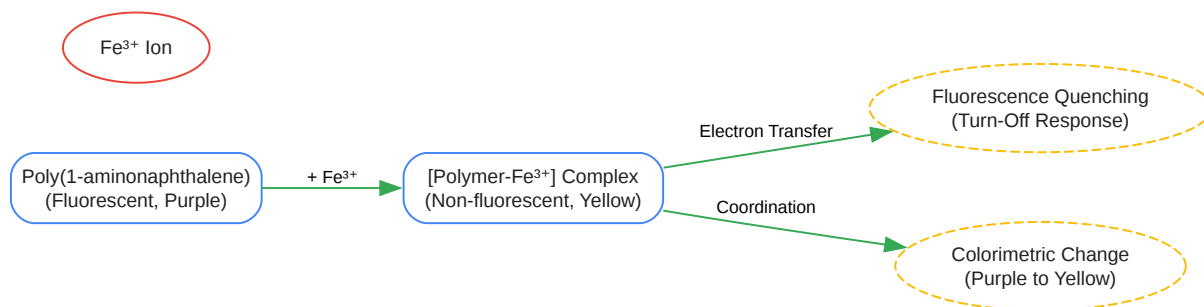 Fe³⁺ Ion
Poly(1-aminonaphthalene)
(Fluorescent, Purple)
+ Fe³⁺
[Polymer-Fe³⁺] Complex
(Non-fluorescent, Yellow)
Electron Transfer
Fluorescence Quenching
(Turn-Off Response)
Coordination
Colorimetric Change
(Purple to Yellow)